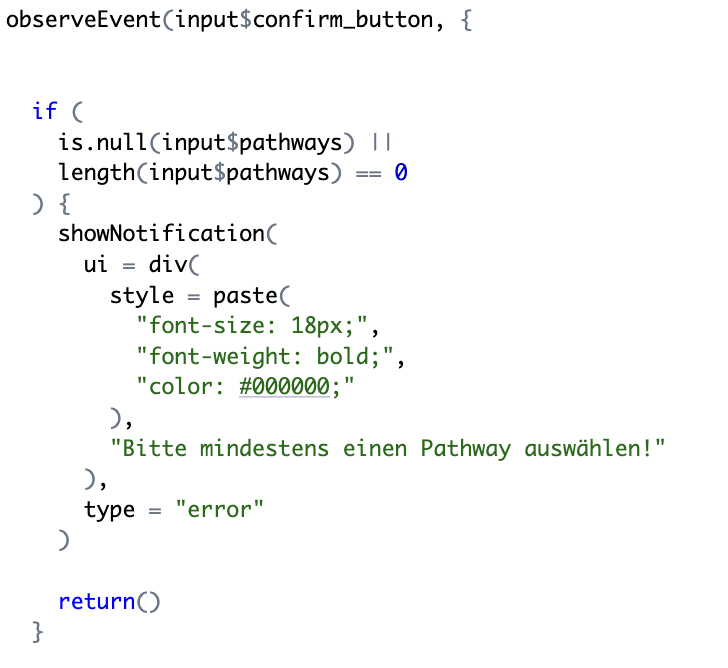 observeEvent(input$confirm_button, {
if (
is.null(input$pathways) ||
length(input$pathways) == 0
) {
showNotification(
ui = div(
style = paste(
"font-size: 18px;",
"font-weight: bold;",
"color: #000000;"
),
"Bitte mindestens einen Pathway auswählen!"
),
type = "error"
)
return()
}